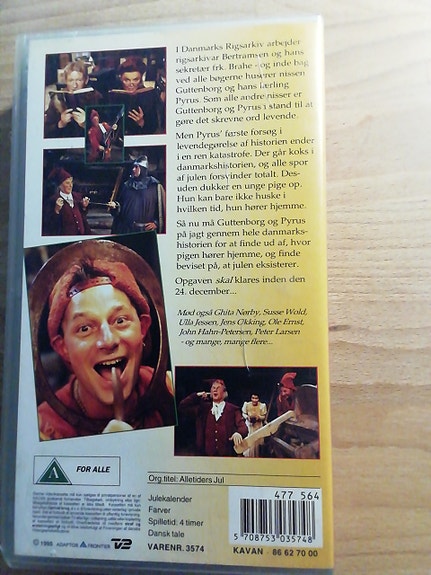 I Danmarks Rigsarkiv arbejder
rigsarkivar Bertramsen og hans
sekretær frk. Brahe - og inde bag
ved alle bøgerne huserer nissen
Guttenborg og hans lærling
Pyrus. Som alle andre nisser er
Guttenborg og Pyrus i stand til at
gøre det skrevne ord levende.
Men Pyrus' første forsøg i
levendegørelse af historien ender
i en ren katastrofe. Der går koks i
danmarkshistorien, og alle spor
af julen forsvinder totalt. Des-
uden dukker en unge pige op.
Hun kan bare ikke huske i
hvilken tid, hun hører hjemme.
Så nu må Guttenborg og Pyrus
på jagt gennem hele danmarks-
historien for at finde ud af, hvor
pigen hører hjemme, og finde
beviset på, at julen eksisterer.
Opgaven skal klares inden den
24. december...
Mød også Ghita Nørby, Susse Wold,
Ulla Jessen, Jens Okking, Ole Ernst,
John Hahn-Petersen, Peter Larsen
- og mange, mange flere...
A
FOR ALLE
Org.titel: Alletiders Jul
Julekalender
Farver
Spilletid: 4 timer
Dansk tale
VARENR. 3574
477 564
5 708753 035748
KAVAN - 86 62 70 00
FRONTIER
2